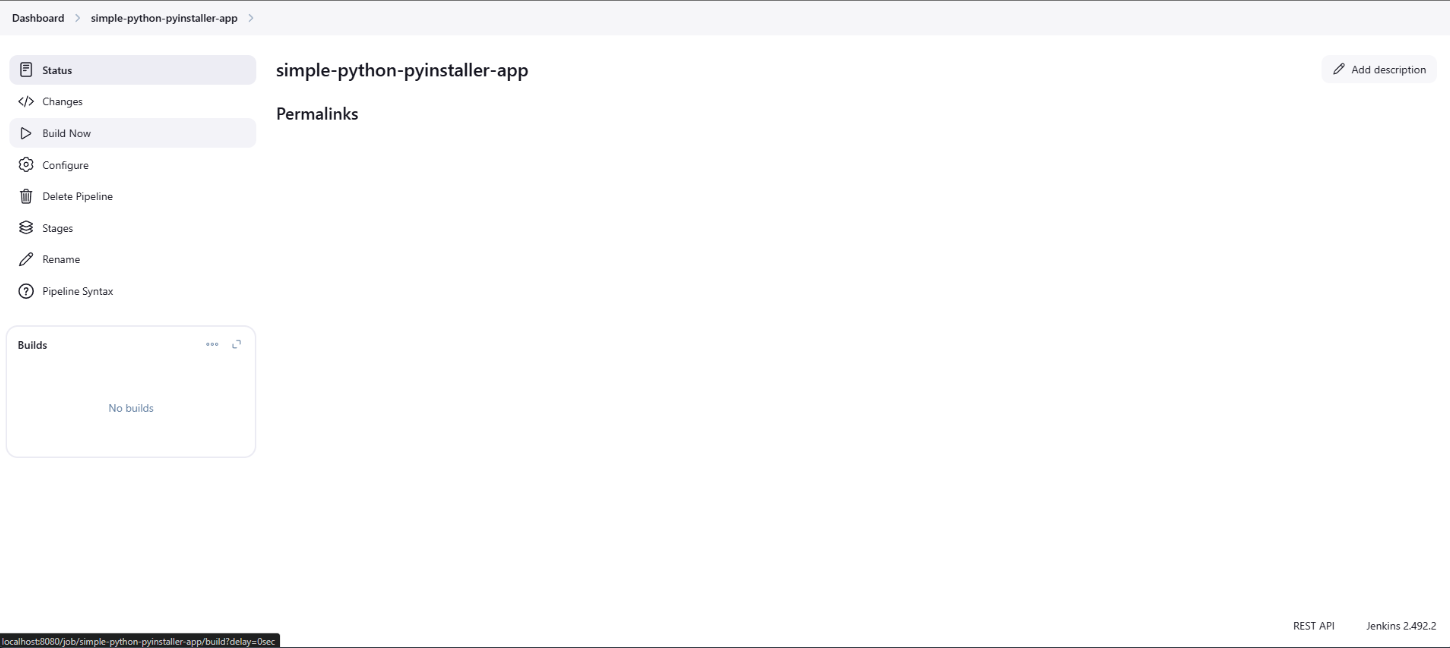 Dashboard > simple-python-pyinstaller-app >
Status
Changes
Build Now
Configure
Delete Pipeline
Stages
Rename
Pipeline Syntax
Builds
No builds
simple-python-pyinstaller-app
Add description
Permalinks
REST API Jenkins 2.492.2
localhost:8080/job/simple-python-pyinstaller-app/build?delay=0sec